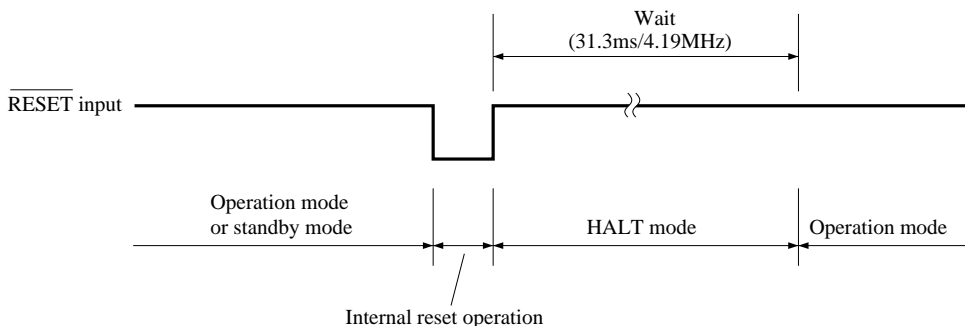 Wait
(31.3ms/4.19MHz)
RESET input
Operation mode
or standby mode
HALT mode
Operation mode
Internal reset operation